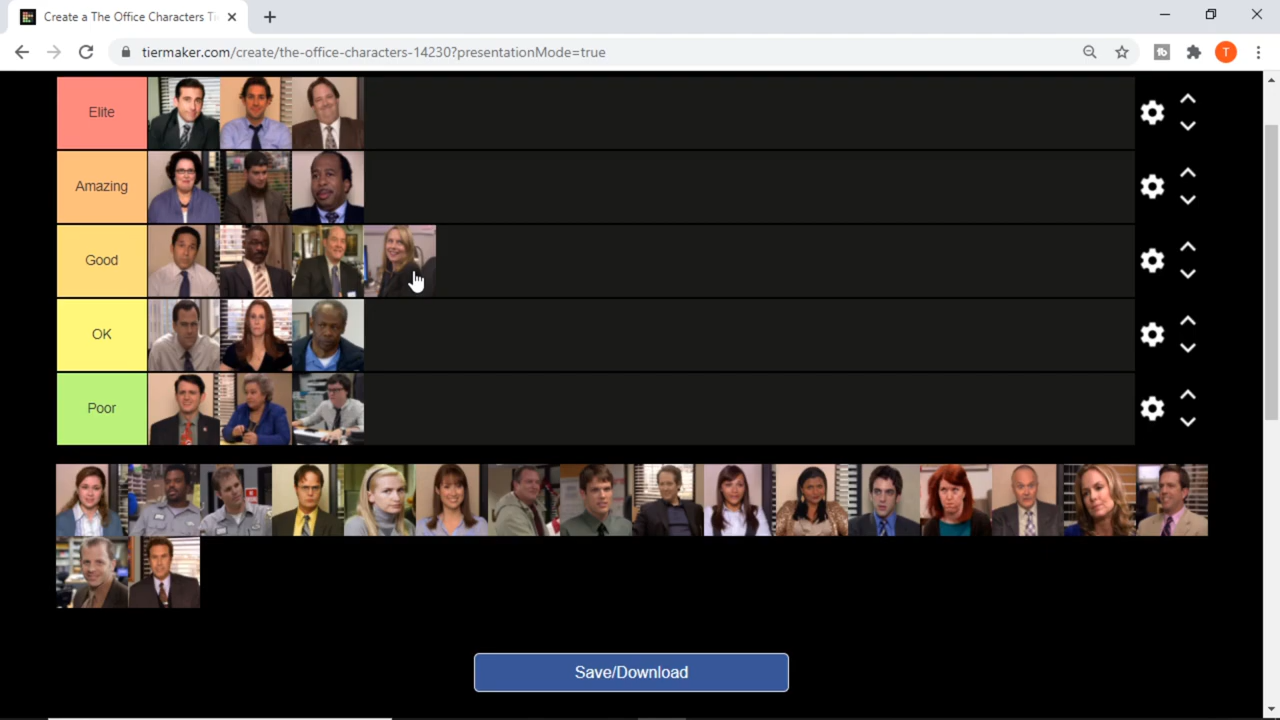 Create a The Office Characters Ti
tiermaker.com/create/the-office-characters-14230?presentationMode=true
T
Elite
Amazing
Good
OK
Poor
Save/Download